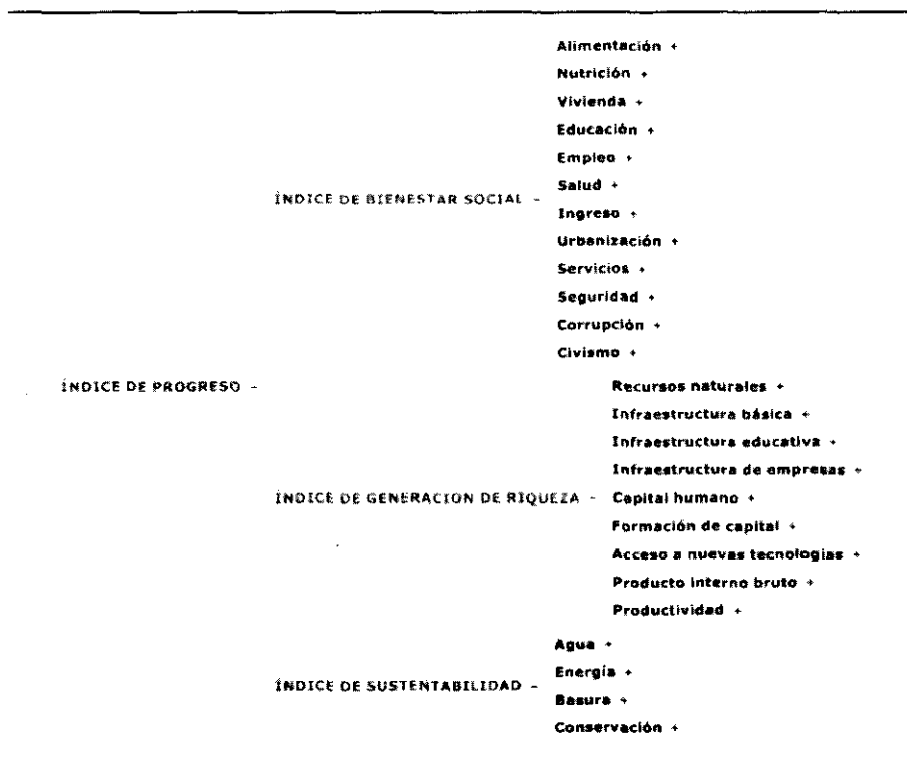 Alimentación +
Nutrición +
Vivienda +
Educación +
Empleo +
Salud +
ÍNDICE DE BIENESTAR SOCIAL -
Ingreso +
Urbanización +
Servicios +
Seguridad +
Corrupción +
Civismo +
ÍNDICE DE PROGRESO -
Recursos naturales +
Infraestructura básica +
Infraestructura educativa +
Infraestructura de empresas +
ÍNDICE DE GENERACION DE RIQUEZA - Capital humano +
Formación de capital +
Acceso a nuevas tecnologías +
Producto interno bruto +
Productividad +
Agua +
Energía +
ÍNDICE DE SUSTENTABILIDAD -
Basura +
Conservación +